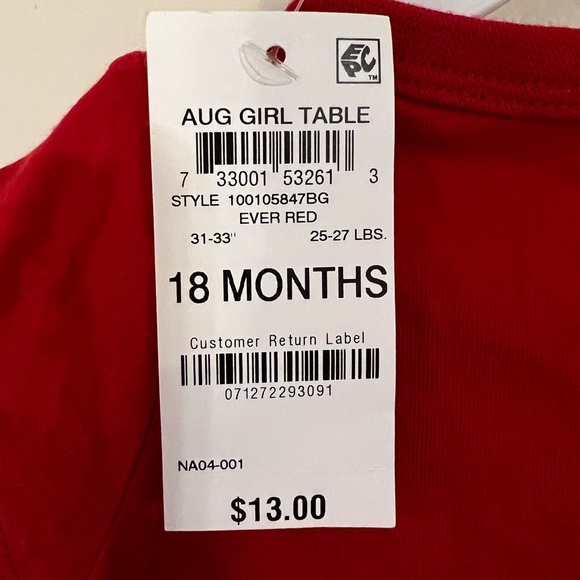 EPC
TM
AUG GIRL TABLE
7 33001 53261 3
STYLE 100105847BG
EVER RED
31-33" 25-27 LBS.
18 MONTHS
Customer Return Label
071272293091
NA04-001
$13.00